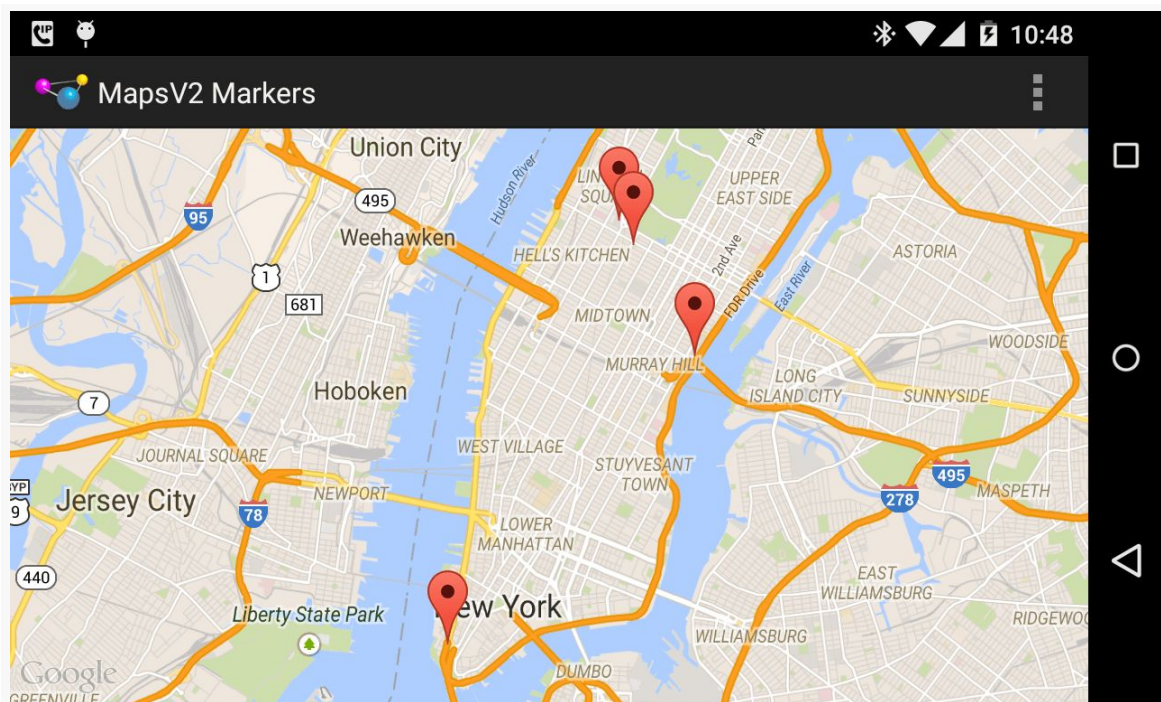 10:48
MapsV2 Markers
Union City
Hudson River
UPPER
EAST SIDE
495
95
Weehawken
HELL'S KITCHEN
2nd Ave
ASTORIA
1
681
FDR Drive
East River
MIDTOWN
WOODSIDE
MURRAY HILL
LONG
ISLAND CITY
SUNNYSIDE
Hoboken
7
JOURNAL SQUARE
WEST VILLAGE
STUYVESANT
TOWN
495
278
MASPETH
Jersey City
NEWPORT
78
9
LOWER
MANHATTAN
440
EAST
WILLIAMSBURG
Liberty State Park
ew York
RIDGEWOO
WILLIAMSBURG
Google
DUMBO
GREENVILLE